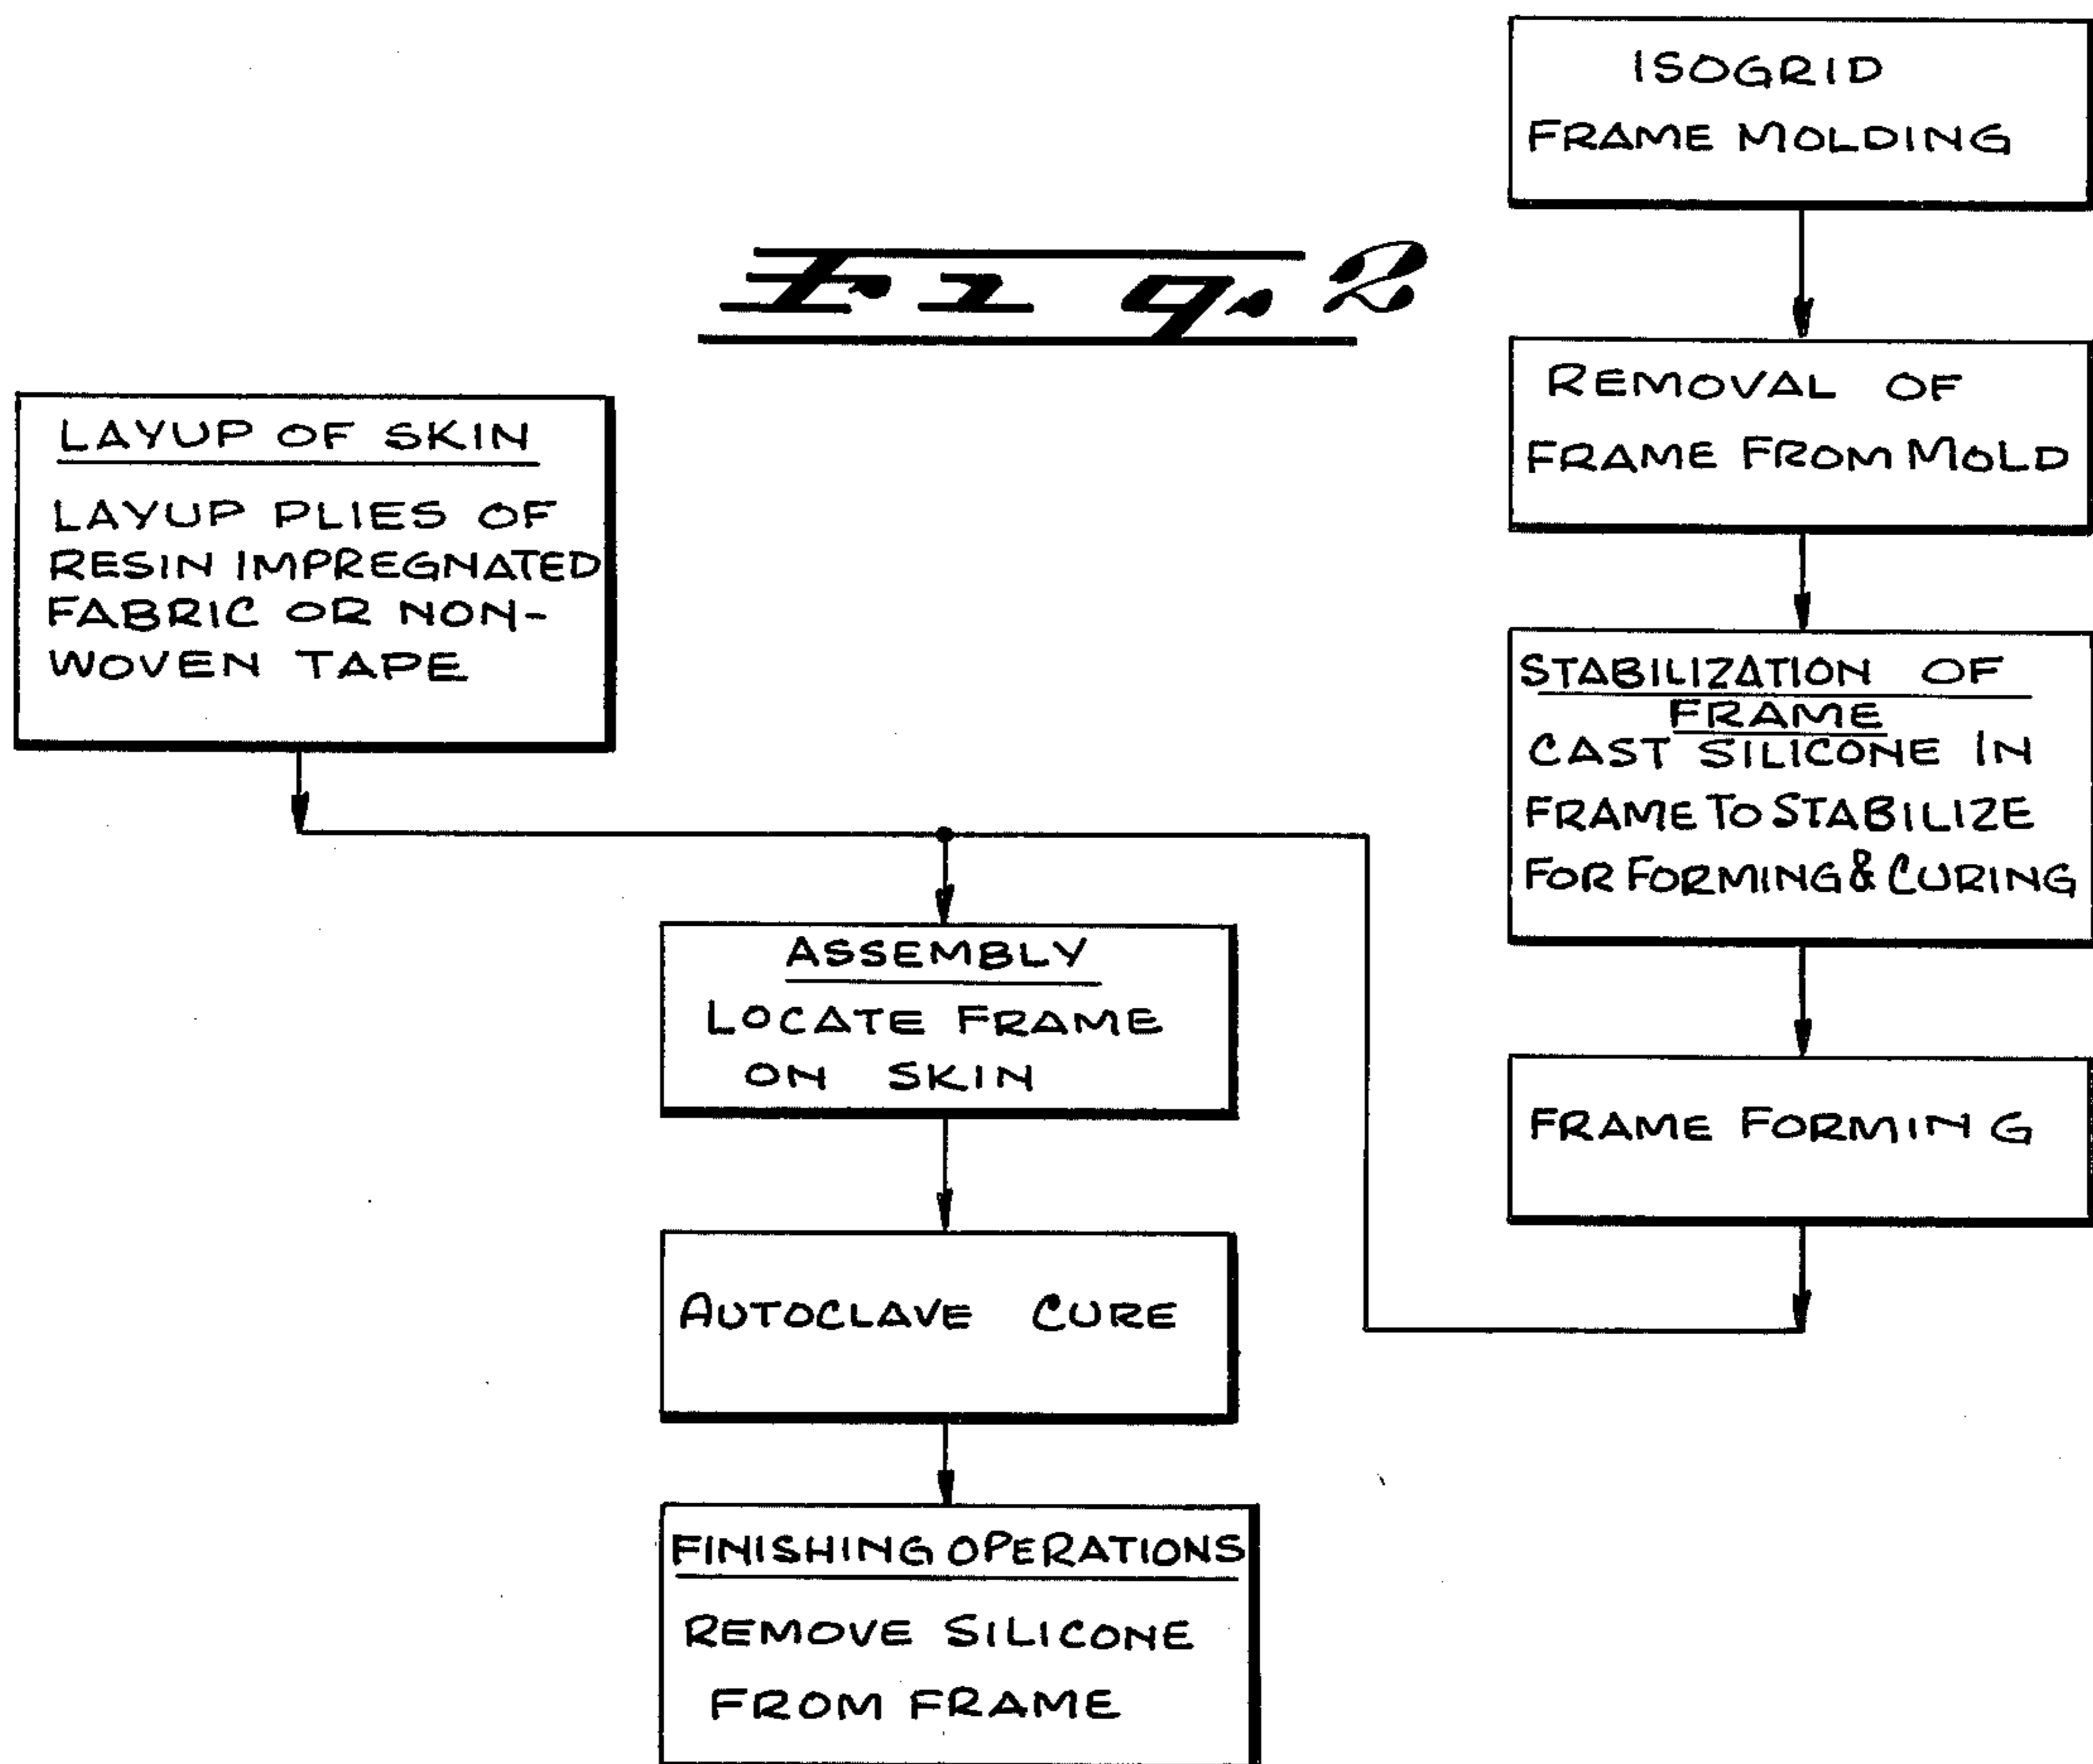 Fig. 2
ISOGRID
FRAME MOLDING
REMOVAL OF
FRAME FROM MOLD
STABILIZATION OF
FRAME
CAST SILICONE IN
FRAME TO STABILIZE
FOR FORMING & CURING
FRAME FORMING
LAYUP OF SKIN
LAYUP PLIES OF
RESIN IMPREGNATED
FABRIC OR NON-
WOVEN TAPE
ASSEMBLY
LOCATE FRAME
ON SKIN
AUTOCLAVE CURE
FINISHING OPERATIONS
REMOVE SILICONE
FROM FRAME